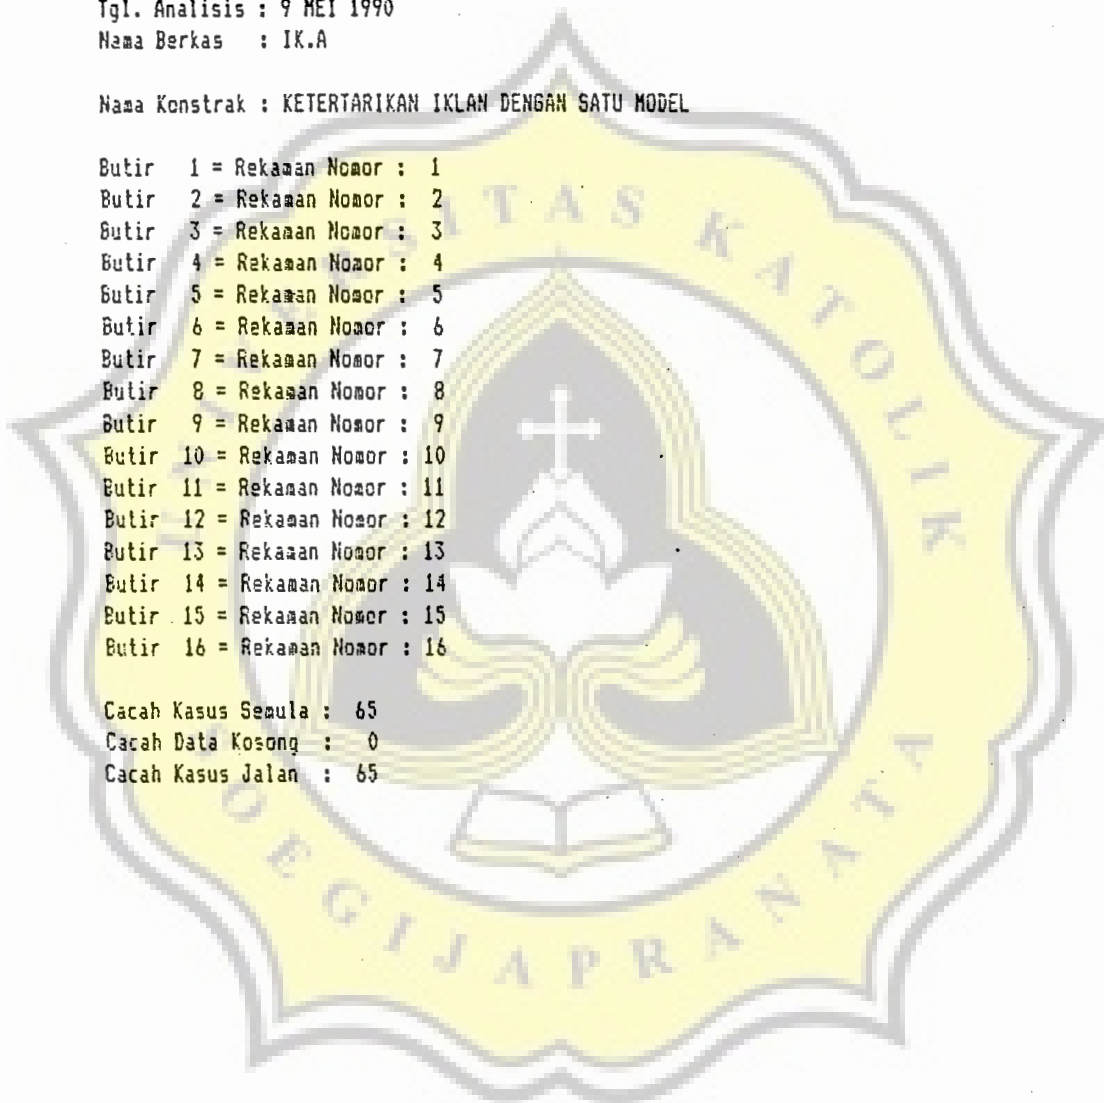 Tgl. Analisis : 9 MEI 1990
Nama Berkas : IK.A
Nama Konstrak : KETERTARIKAN IKLAN DENGAN SATU MODEL
Butir 1 = Rekaman Nomor : 1
Butir 2 = Rekaman Nomor : 2
Butir 3 = Rekaman Nomor : 3
Butir 4 = Rekaman Nomor : 4
Butir 5 = Rekaman Nomor : 5
Butir 6 = Rekaman Nomor : 6
Butir 7 = Rekaman Nomor : 7
Butir 8 = Rekaman Nomor : 8
Butir 9 = Rekaman Nomor : 9
Butir 10 = Rekaman Nomor : 10
Butir 11 = Rekaman Nomor : 11
Butir 12 = Rekaman Nomor : 12
Butir 13 = Rekaman Nomor : 13
Butir 14 = Rekaman Nomor : 14
Butir 15 = Rekaman Nomor : 15
Butir 16 = Rekaman Nomor : 16
Cacah Kasus Semula : 65
Cacah Data Kosong : 0
Cacah Kasus Jalan : 65
UNIVERSITAS KATOLIK
SOEGIJAPRANATA